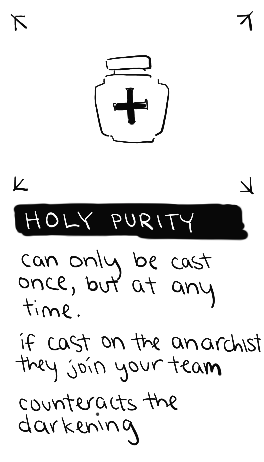 HOLY PURITY
can only be cast
once, but at any
time.
if cast on the anarchist
they join your team
counteracts the
darkening